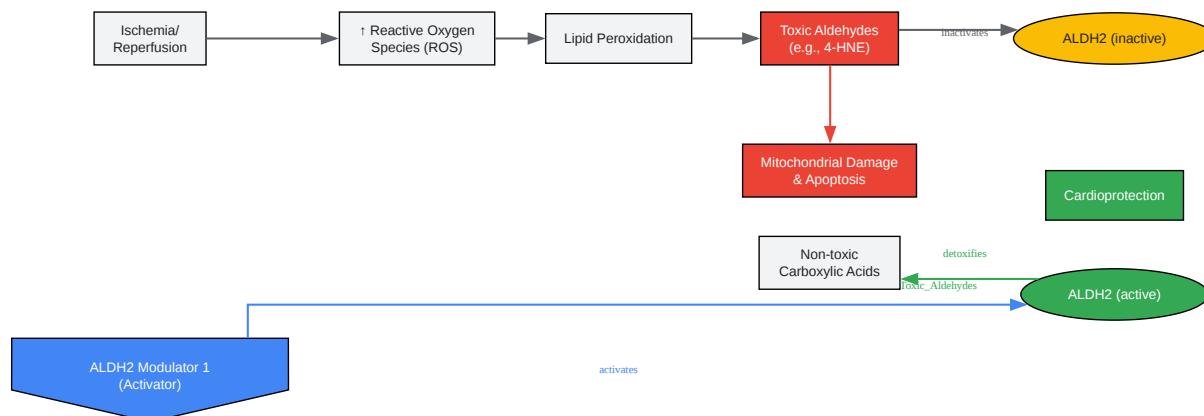 Ischemia/
Reperfusion
↑ Reactive Oxygen
Species (ROS)
Lipid Peroxidation
Toxic Aldehydes
(e.g., 4-HNE)
inactivates
ALDH2 (inactive)
Mitochondrial Damage
& Apoptosis
Cardioprotection
Non-toxic
Carboxylic Acids
detoxifies
Toxic_Aldehydes
ALDH2 (active)
ALDH2 Modulator 1
(Activator)
activates